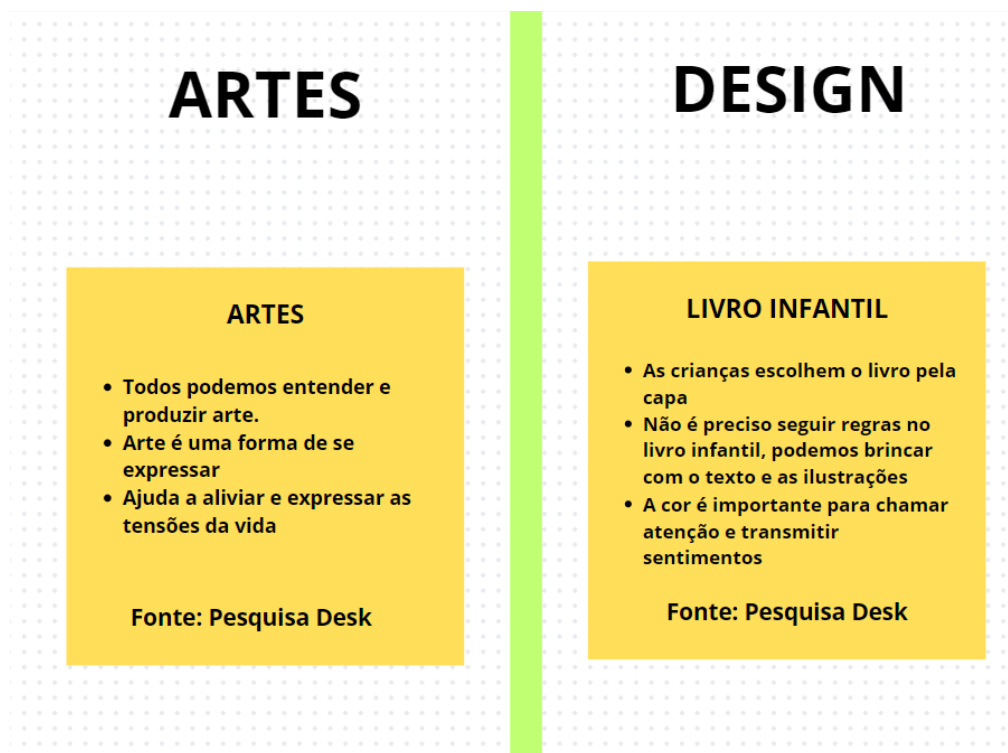 ARTES
ARTES
• Todos podemos entender e
produzir arte.
• Arte é uma forma de se
expressar
• Ajuda a aliviar e expressar as
tensões da vida
Fonte: Pesquisa Desk
DESIGN
LIVRO INFANTIL
• As crianças escolhem o livro pela
capa
• Não é preciso seguir regras no
livro infantil, podemos brincar
com o texto e as ilustrações
• A cor é importante para chamar
atenção e transmitir
sentimentos
Fonte: Pesquisa Desk